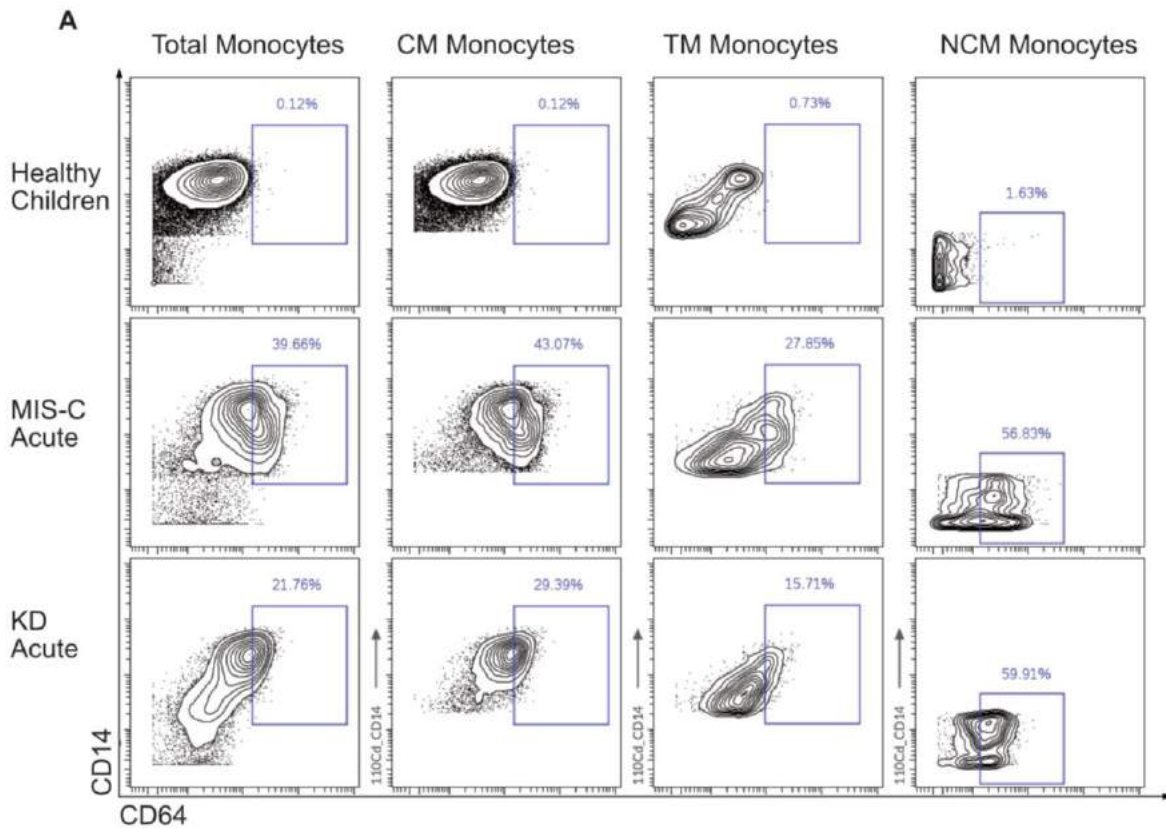 A
Total Monocytes
CM Monocytes
TM Monocytes
NCM Monocytes
Healthy
Children
0.12%
0.12%
0.73%
1.63%
MIS-C
Acute
39.66%
43.07%
27.85%
56.83%
KD
Acute
21.76%
29.39%
15.71%
59.91%
CD14
110Cd_CD14
110Cd_CD14
110Cd_CD14
CD64